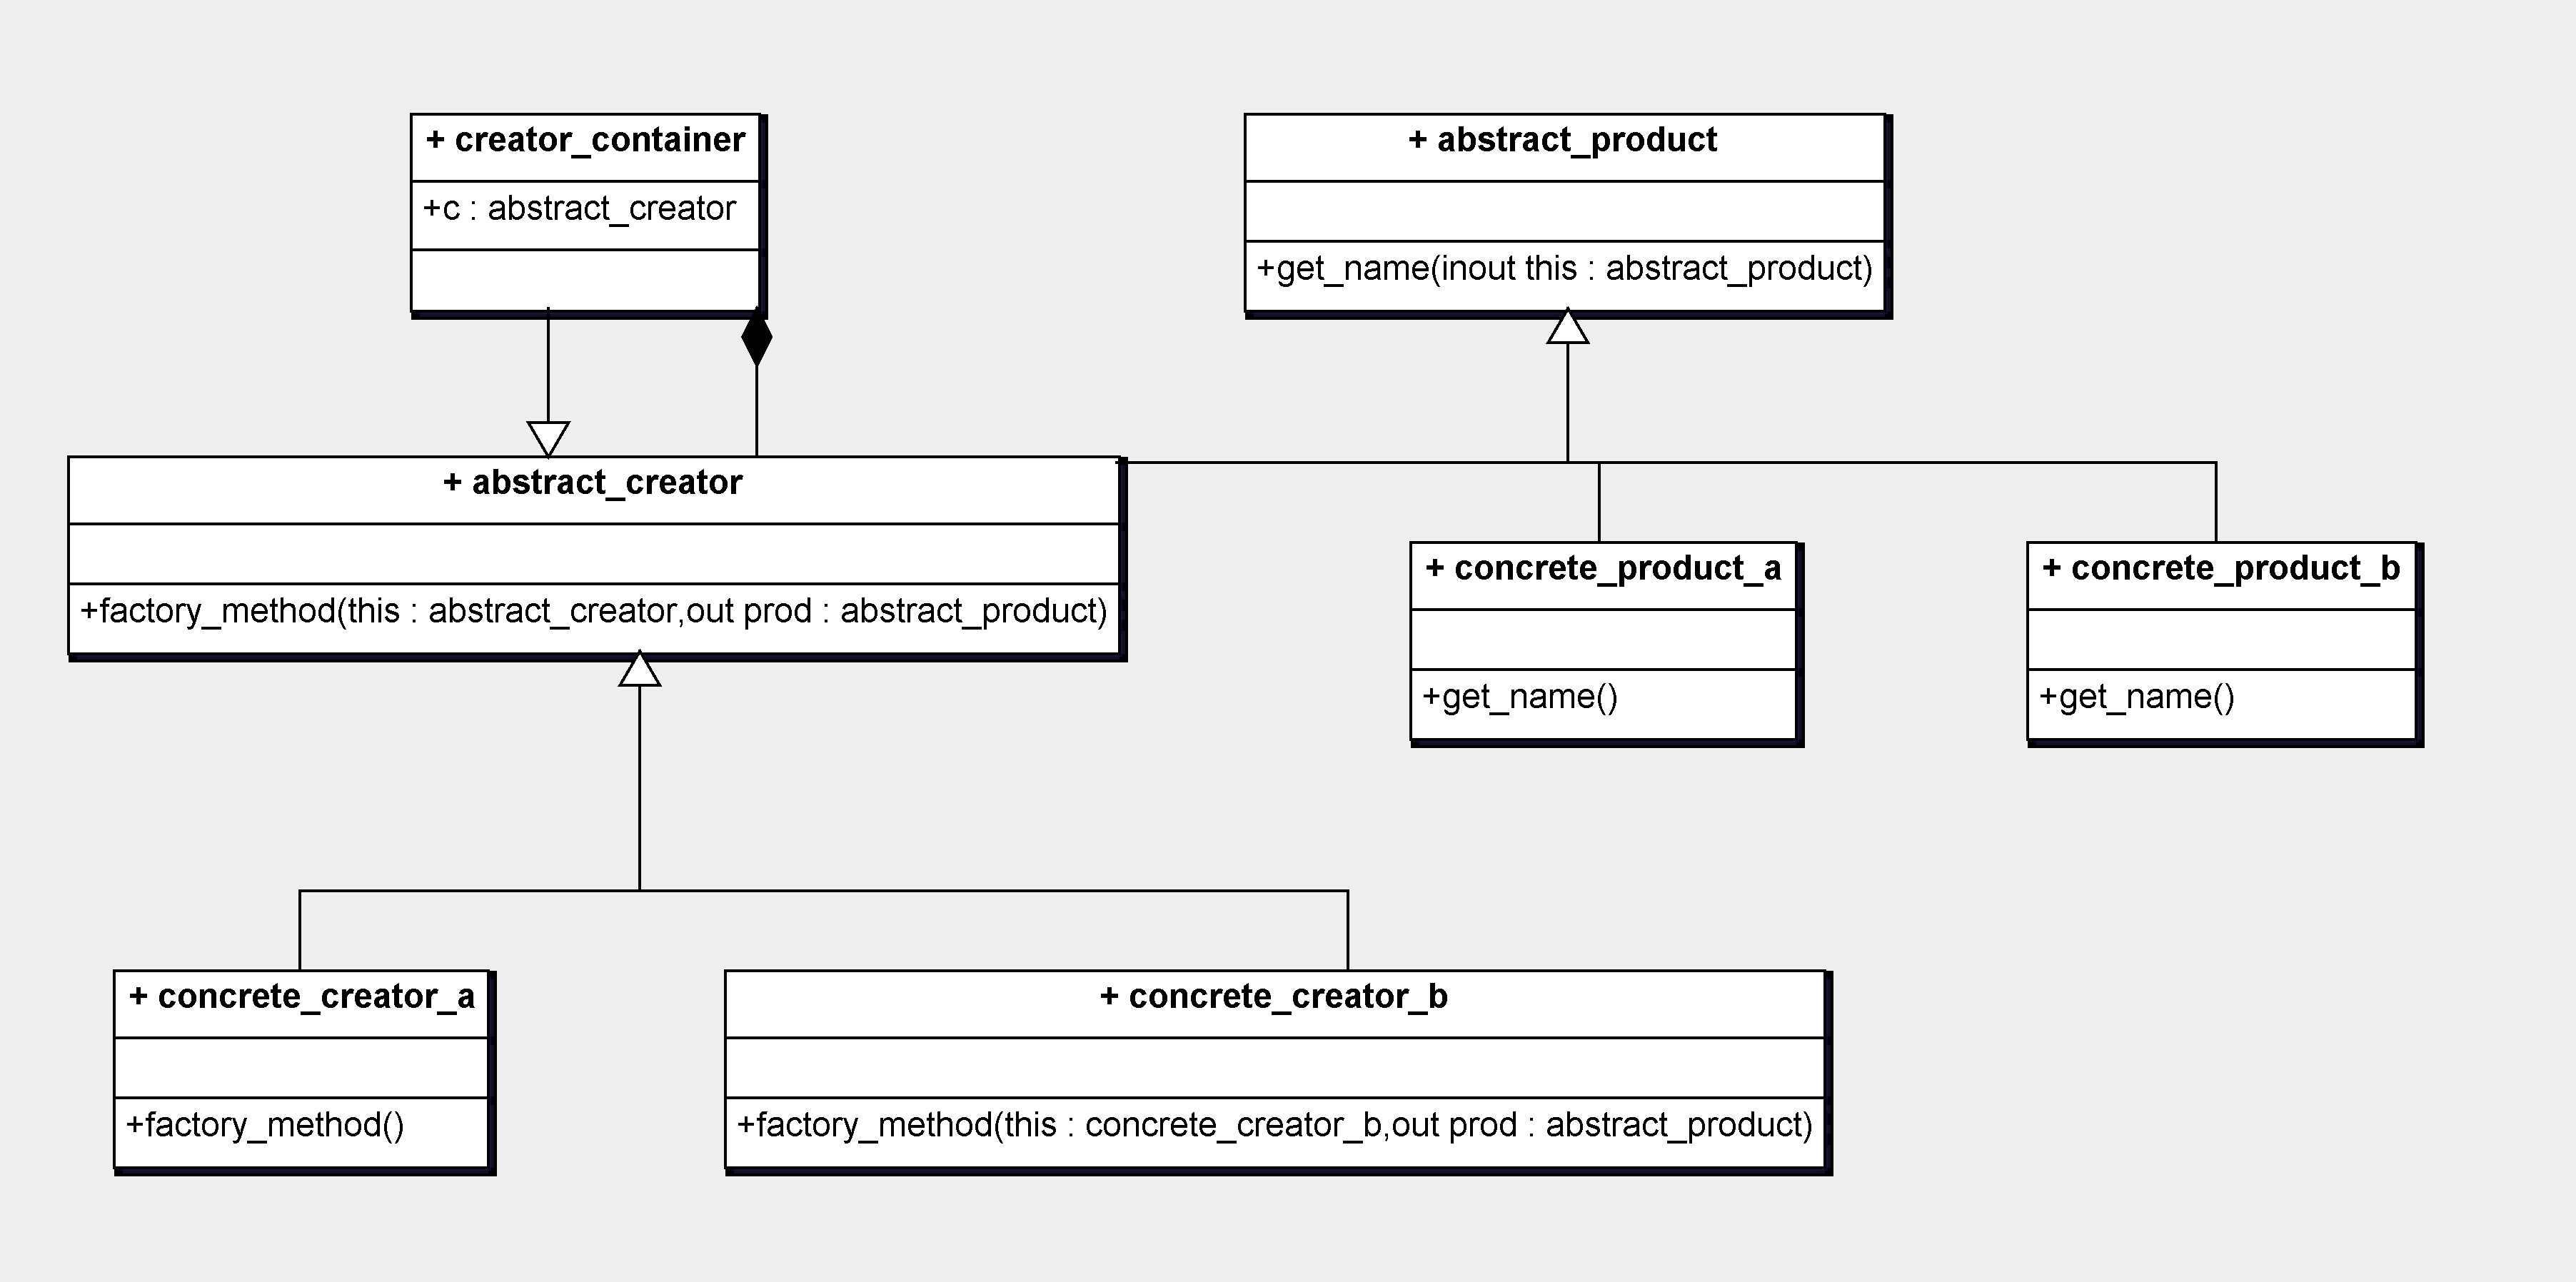 + creator_container
+c : abstract_creator
+ abstract_product
+get_name(inout this : abstract_product)
+ abstract_creator
+factory_method(this : abstract_creator,out prod : abstract_product)
+ concrete_product_a
+get_name()
+ concrete_product_b
+get_name()
+ concrete_creator_a
+factory_method()
+ concrete_creator_b
+factory_method(this : concrete_creator_b,out prod : abstract_product)